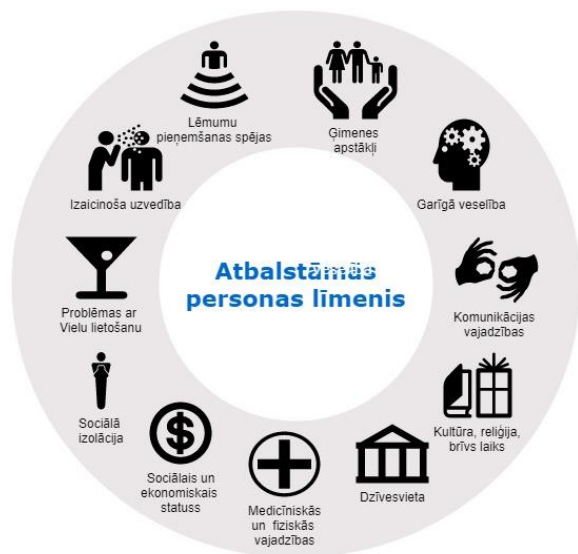 Lēmumu
pieņemšanas spējas
Ģimenes
apstākļi
Garīgā veselība
Komunikācijas
vajadzības
Kultūra, reliģija,
brīvs laiks
Dzīvesvieta
Medicīniskās
un fiziskās
vajadzības
Sociālais un
ekonomiskais
statuss
Sociālā
izolācija
Problēmas ar
Vielu lietošanu
Izaicinoša uzvedība
Atbalstāmās
personas līmenis